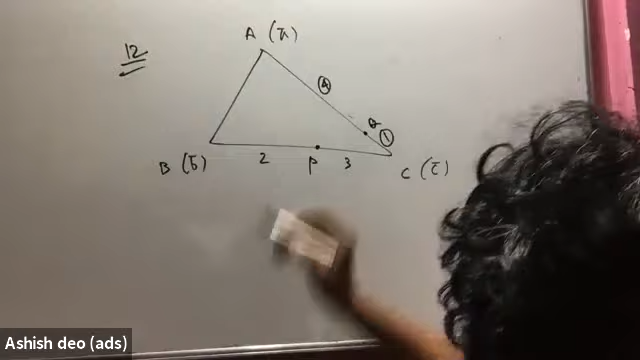 12
A (ā)
④
Q
①
B (b̄)
2
P
3
C (c̄)
Ashish deo (ads)